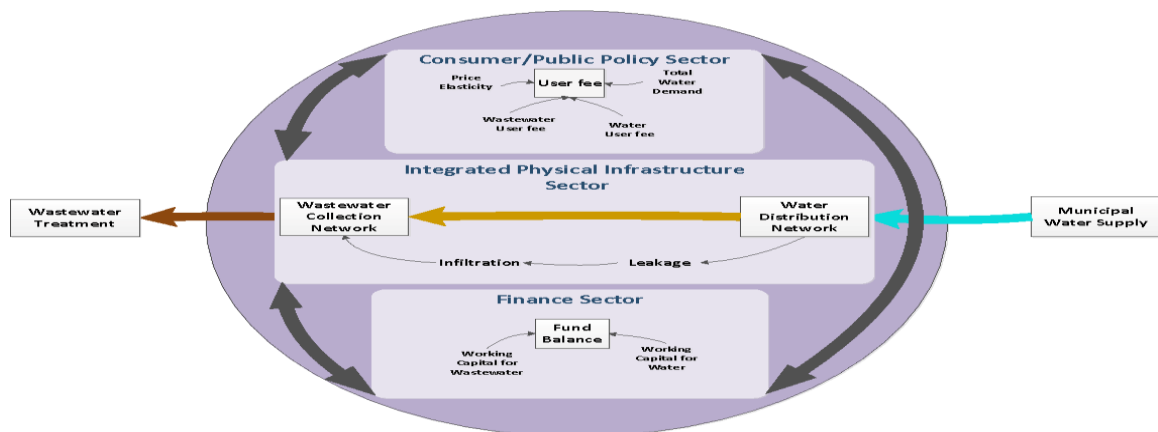 Consumer/Public Policy Sector
Price
Elasticity
User fee
Total
Water
Demand
Wastewater
User fee
Water
User fee
Integrated Physical Infrastructure
Sector
Wastewater
Treatment
Wastewater
Collection
Network
Water
Distribution
Network
Municipal
Water Supply
Infiltration
Leakage
Finance Sector
Fund
Balance
Working
Capital for
Wastewater
Working
Capital for
Water